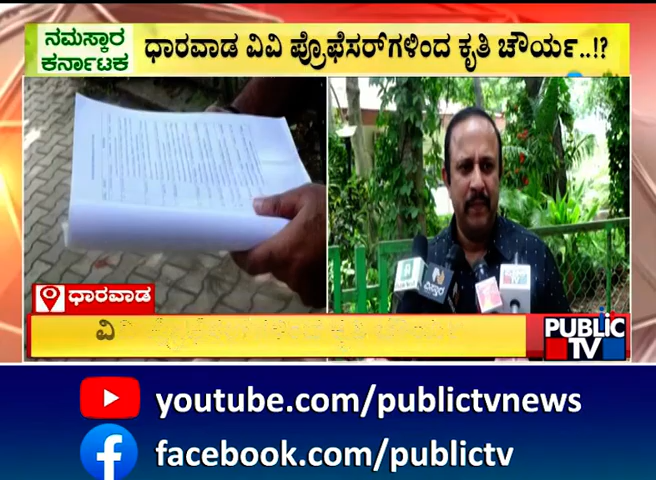 ನಮಸ್ಕಾರ
ಕರ್ನಾಟಕ
ಧಾರವಾಡ ವಿವಿ ಪ್ರೊಫೆಸರ್‌ಗಳಿಂದ ಕೃತಿ ಚೌರ್ಯ..!?
ವಿಸ್ತಾರ
ಧಾರವಾಡ
PUBLIC
TV
youtube.com/publictvnews
facebook.com/publictv